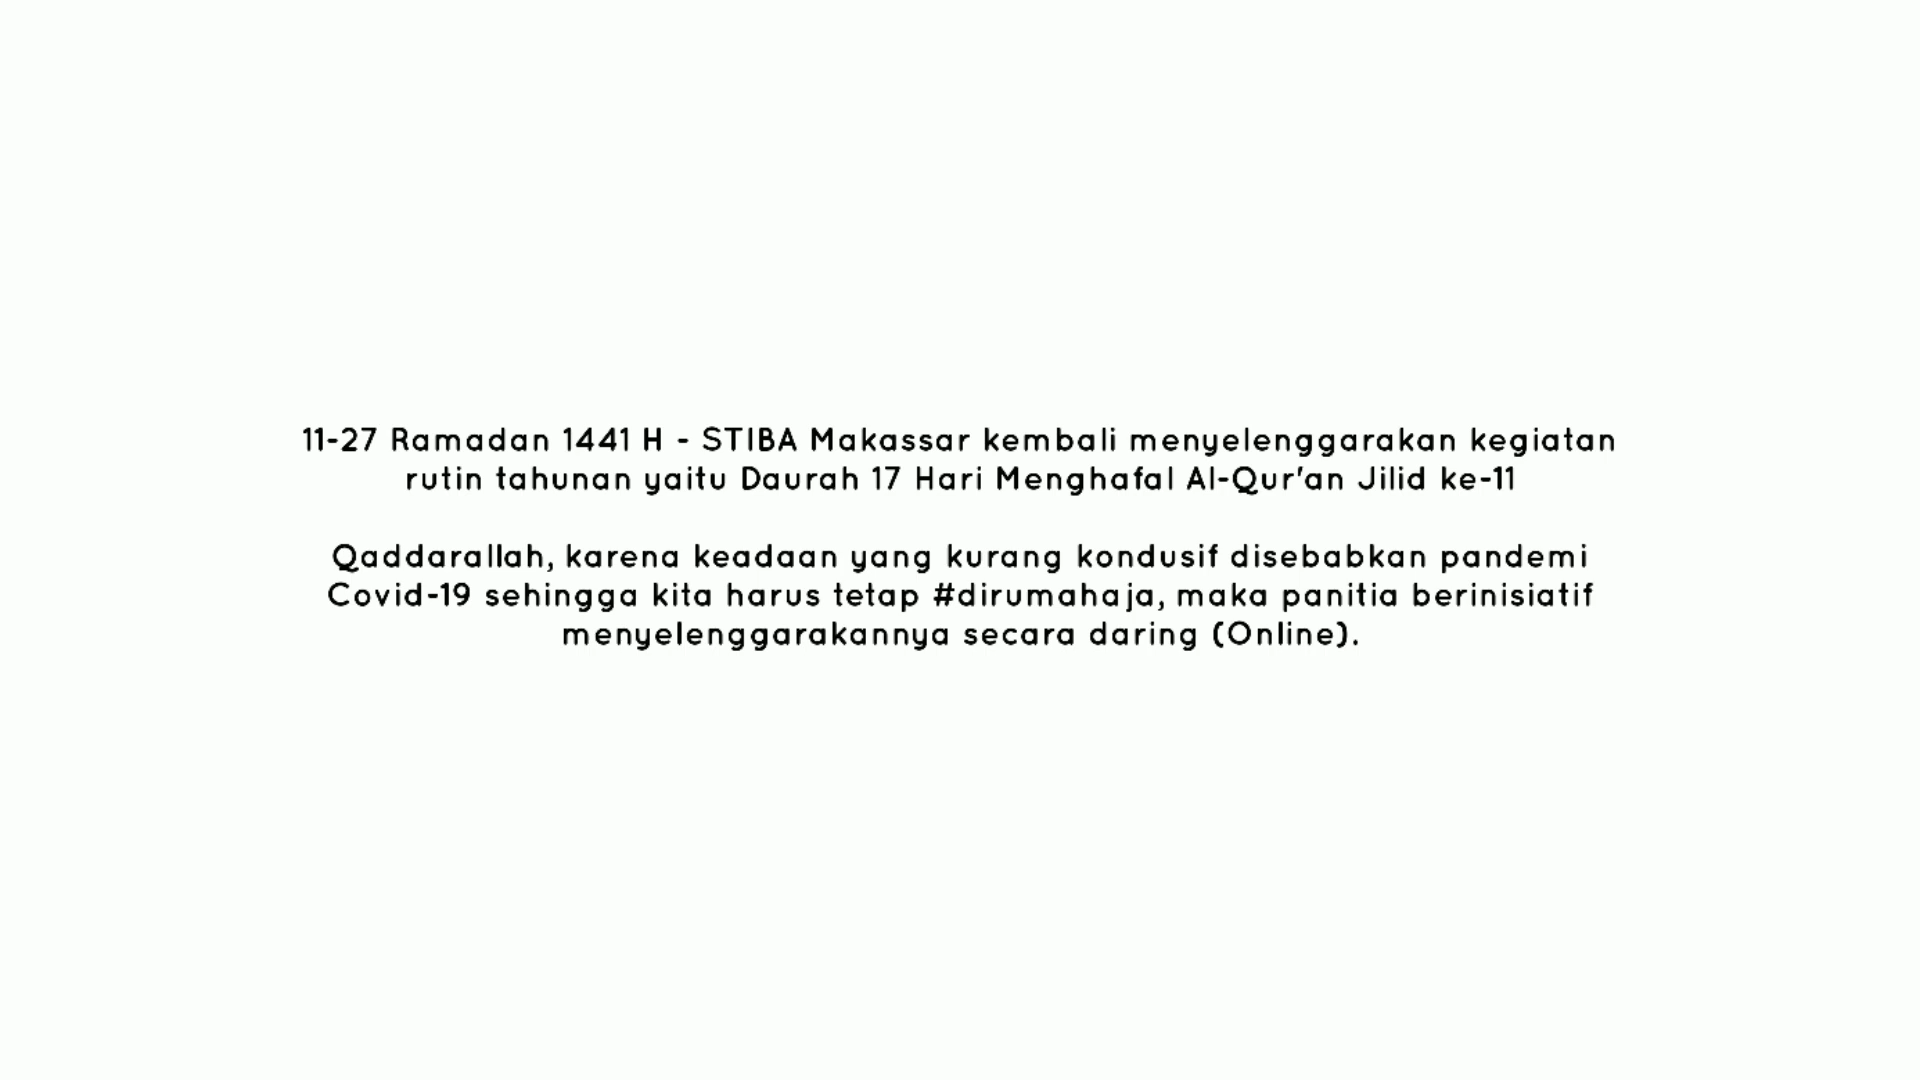 11-27 Ramadan 1441 H - STIBA Makassar kembali menyelenggarakan kegiatan
rutin tahunan yaitu Daurah 17 Hari Menghafal Al-Qur'an Jilid ke-11
Qaddarallah, karena keadaan yang kurang kondusif disebabkan pandemi
Covid-19 sehingga kita harus tetap #dirumahaja, maka panitia berinisiatif
menyelenggarakannya secara daring (Online).